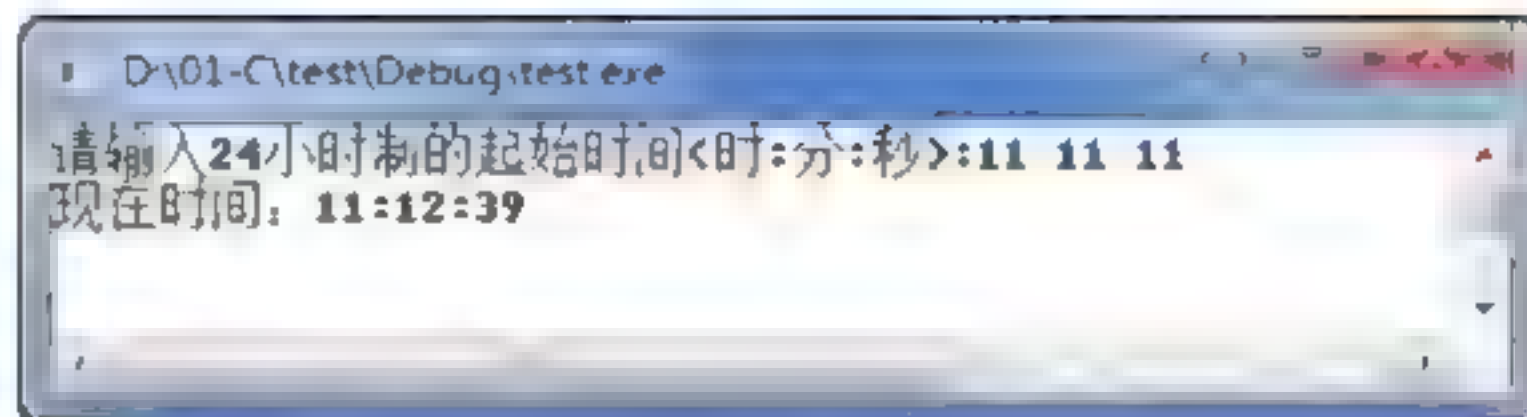 D:\01-C\test\Debug\test.exe
请输入24小时制的起始时间<时:分:秒>:11 11 11
现在时间: 11:12:39